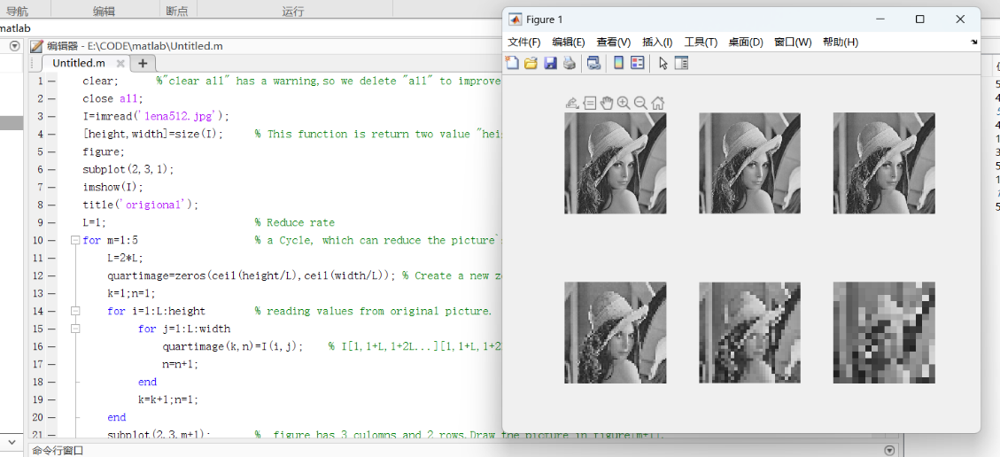 导航 编辑 断点 运行
matlab
编辑器 - E:\CODE\matlab\Untitled.m
Untitled.m × +
1 — clear; %"clear all" has a warning,so we delete "all" to improve
2 — close all;
3 — I=imread('lena512.jpg');
4 — [height,width]=size(I); % This function is return two value "hei
5 — figure;
6 — subplot(2,3,1);
7 — imshow(I);
8 — title('origional');
9 — L=1; % Reduce rate
10 — for m=1:5 % a Cycle, which can reduce the picture'
11 — L=2*L;
12 — quartimage=zeros(ceil(height/L),ceil(width/L)); % Create a new ze
13 — k=1;n=1;
14 — for i=1:L:height % reading values from original picture.
15 — for j=1:L:width
16 — quartimage(k,n)=I(i,j); % I[1,1+L,1+2L...][1,1+L,1+2
17 — n=n+1;
18 — end
19 — k=k+1;n=1;
20 — end
21 — subplot(2,3,m+1); % figure has 3 culomns and 2 rows.Draw the picture in figure[m+1].
命令行窗口
Figure 1
文件(F) 编辑(E) 查看(V) 插入(I) 工具(T) 桌面(D) 窗口(W) 帮助(H)